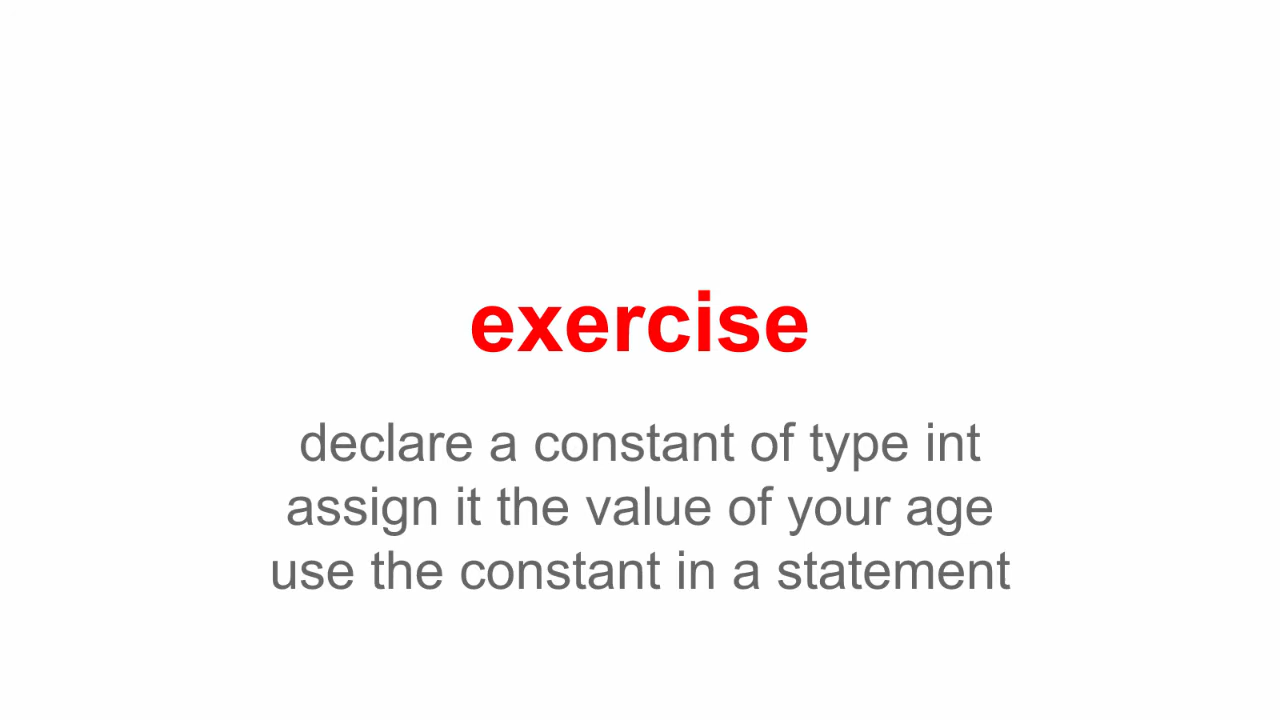 exercise
declare a constant of type int
assign it the value of your age
use the constant in a statement